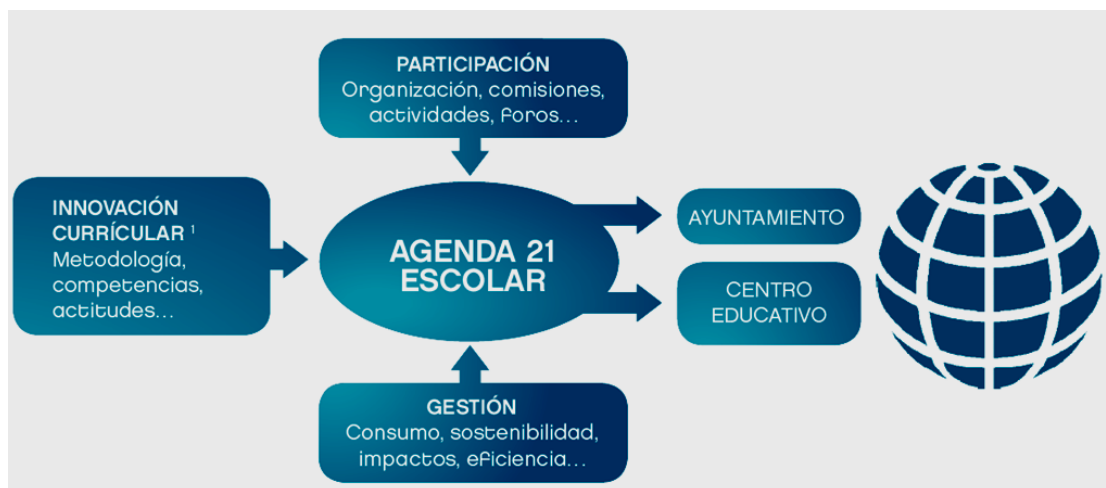 PARTICIPACIÓN
Organización, comisiones,
actividades, foros...
INNOVACIÓN
CURRÍCULAR ¹
Metodología,
competencias,
actitudes...
AGENDA 21
ESCOLAR
AYUNTAMIENTO
CENTRO
EDUCATIVO
GESTIÓN
Consumo, sostenibilidad,
impactos, eficiencia...